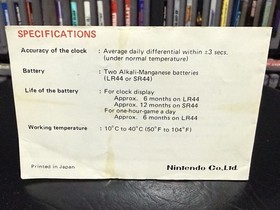 SPECIFICATIONS
Accuracy of the clock : Average daily differential within ±3 secs.
(under normal temperature)
Battery : Two Alkali-Manganese batteries
(LR44 or SR44)
Life of the battery : For clock display
Approx. 6 months on LR44
Approx. 12 months on SR44
For one-hour-game a day
Approx. 6 months on LR44
Working temperature : 10°C to 40°C (50°F to 104°F)
Printed in Japan
Nintendo Co., Ltd.